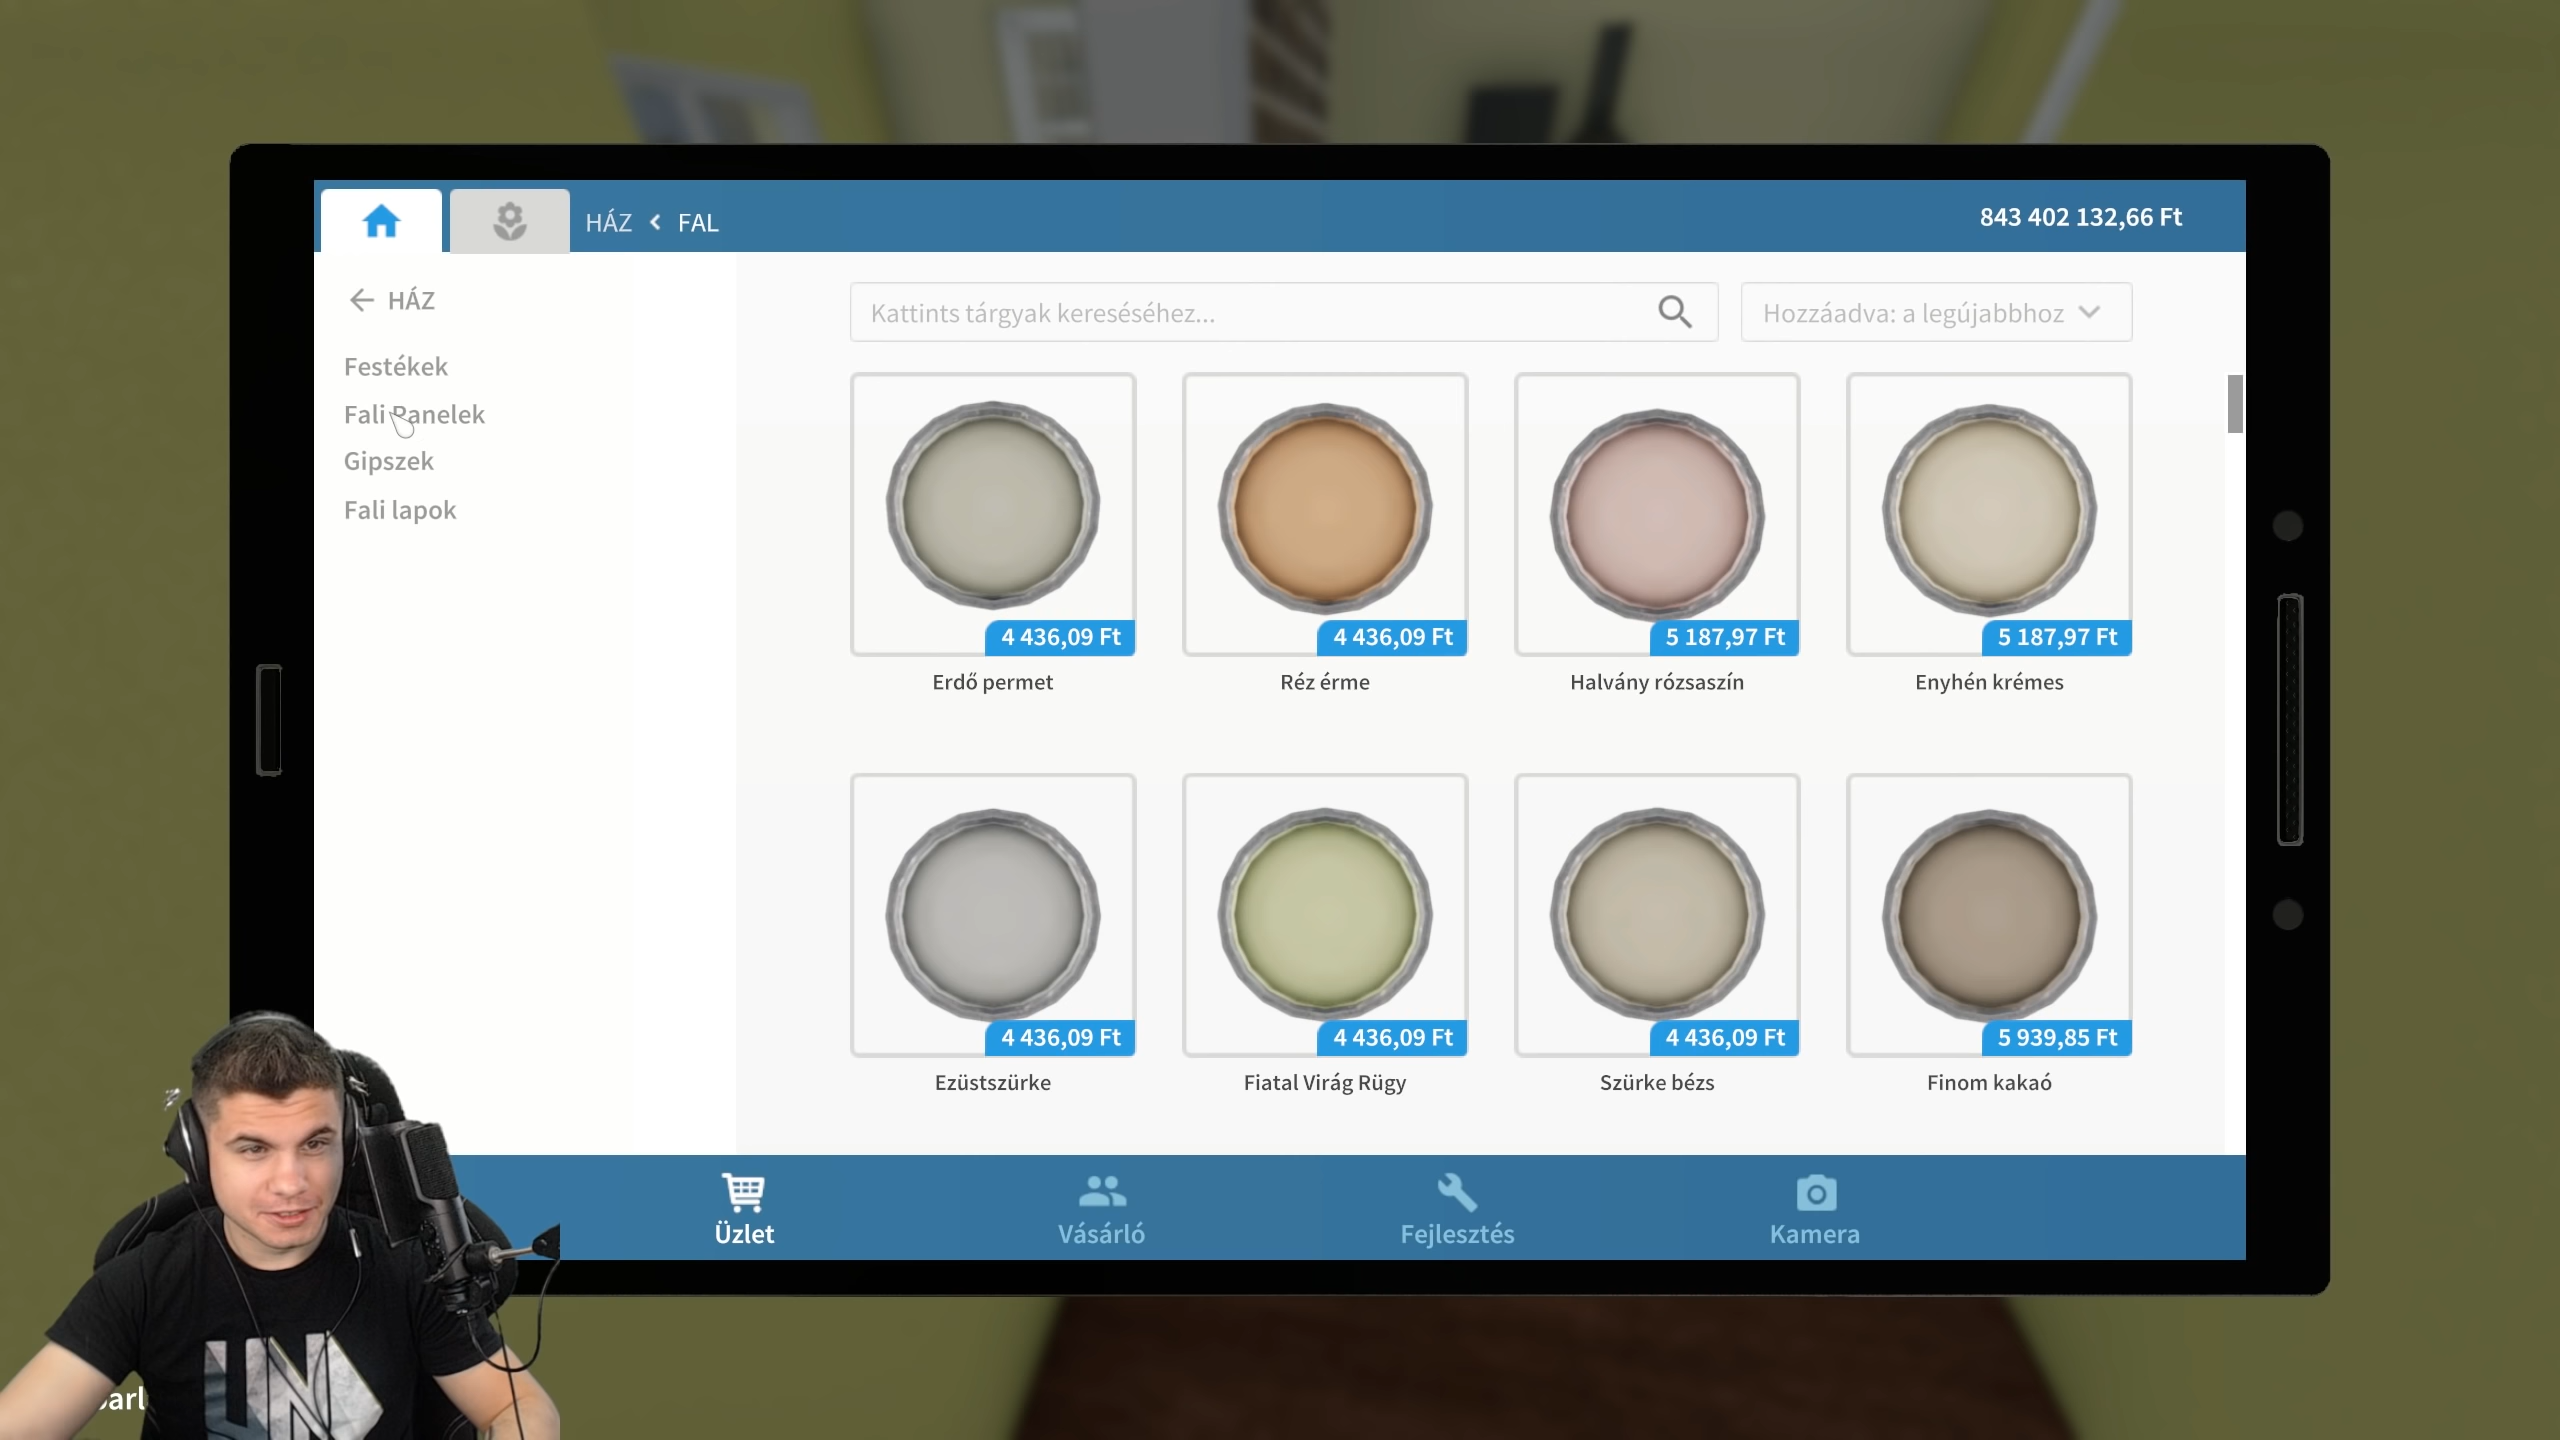 HÁZ FAL
843 402 132,66 Ft
HÁZ
Kattints tárgyak kereséséhez...
Hozzáadva: a legújabbhoz
Festékek
Fali Panelek
Gipszek
Fali lapok
4 436,09 Ft
4 436,09 Ft
5 187,97 Ft
5 187,97 Ft
Erdő permet
Réz érme
Halvány rózsaszín
Enyhén krémes
4 436,09 Ft
4 436,09 Ft
4 436,09 Ft
5 939,85 Ft
Ezüstszürke
Fiatal Virág Rügy
Szürke bézs
Finom kakaó
Üzlet
Vásárló
Fejlesztés
Kamera